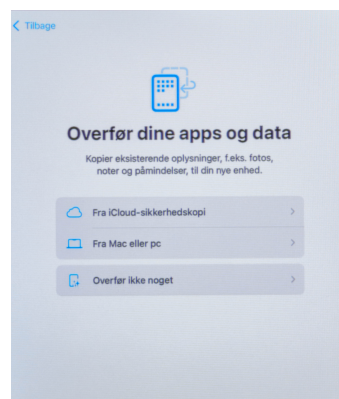 Tilbage
Overfør dine apps og data
Kopier eksisterende oplysninger, f.eks. fotos,
noter og påmindelser, til din nye enhed.
Fra iCloud-sikkerhedskopi
Fra Mac eller pc
Overfør ikke noget